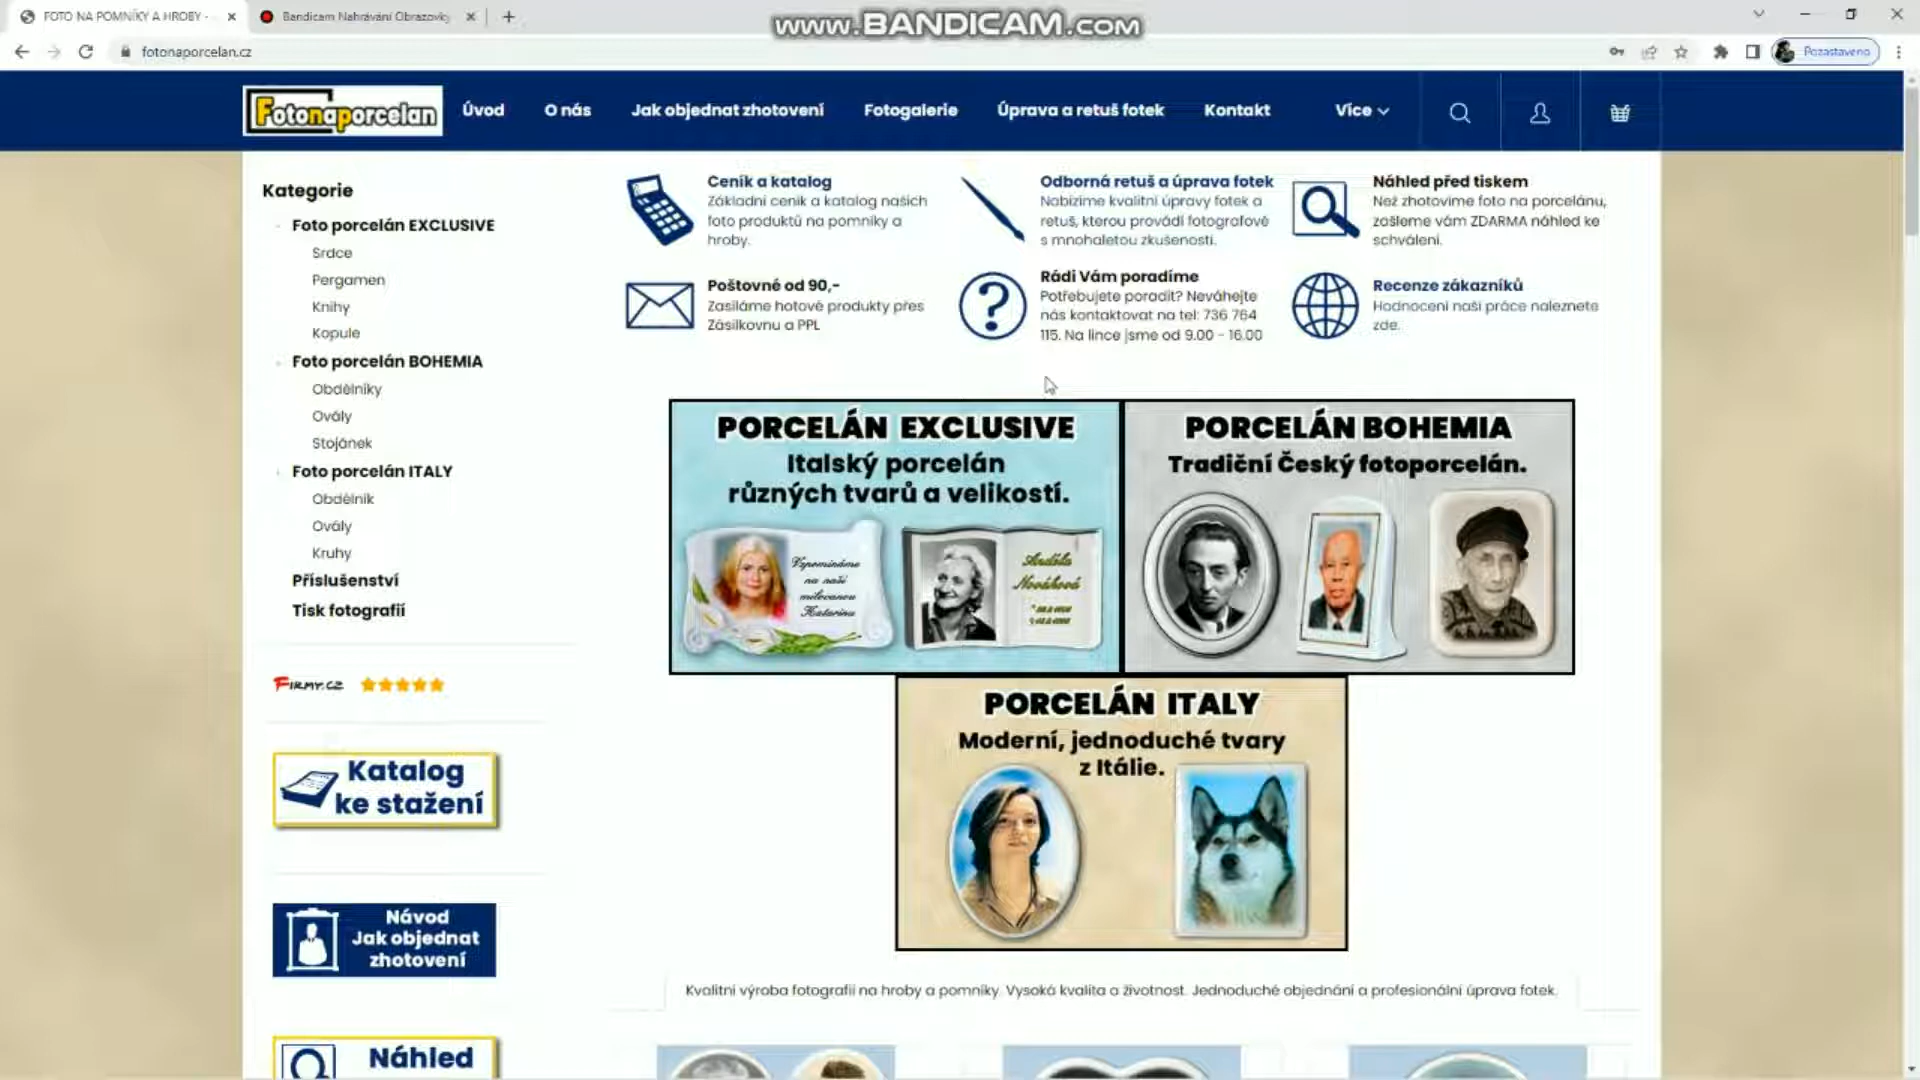 FOTO NA POMNÍKY A HROBY -
Bandicam Nahrávání Obrazovky
www.BANDICAM.com
fotonaporcelan.cz
Pozastaveno
Fotonaporcelan
Úvod
O nás
Jak objednat zhotovení
Fotogalerie
Úprava a retuš fotek
Kontakt
Více
Kategorie
Foto porcelán EXCLUSIVE
Srdce
Pergamen
Knihy
Kopule
Foto porcelán BOHEMIA
Obdélníky
Ovály
Stojánek
Foto porcelán ITALY
Obdélník
Ovály
Kruhy
Příslušenství
Tisk fotografií
FIRMY.CZ
Katalog
ke stažení
Návod
Jak objednat
zhotovení
Náhled
Ceník a katalog
Základní ceník a katalog našich
foto produktů na pomníky a
hroby.
Odborná retuš a úprava fotek
Nabízíme kvalitní úpravy fotek a
retuš, kterou provádí fotografové
s mnohaletou zkušeností.
Náhled před tiskem
Než zhotovíme foto na porcelánu,
zašleme vám ZDARMA náhled ke
schválení.
Poštovné od 90,-
Zasíláme hotové produkty přes
Zásilkovnu a PPL
Rádi Vám poradíme
Potřebujete poradit? Neváhejte
nás kontaktovat na tel: 736 764
115. Na lince jsme od 9.00 - 16.00
Recenze zákazníků
Hodnocení naší práce naleznete
zde.
PORCELÁN EXCLUSIVE
Italský porcelán
různých tvarů a velikostí.
Vzpomínáme
na naši
milovanou
Katarínu
Anděla
Nováková
PORCELÁN BOHEMIA
Tradiční Český fotoporcelán.
PORCELÁN ITALY
Moderní, jednoduché tvary
z Itálie.
Kvalitní výroba fotografií na hroby a pomníky. Vysoká kvalita a životnost. Jednoduché objednání a profesionální úprava fotek.